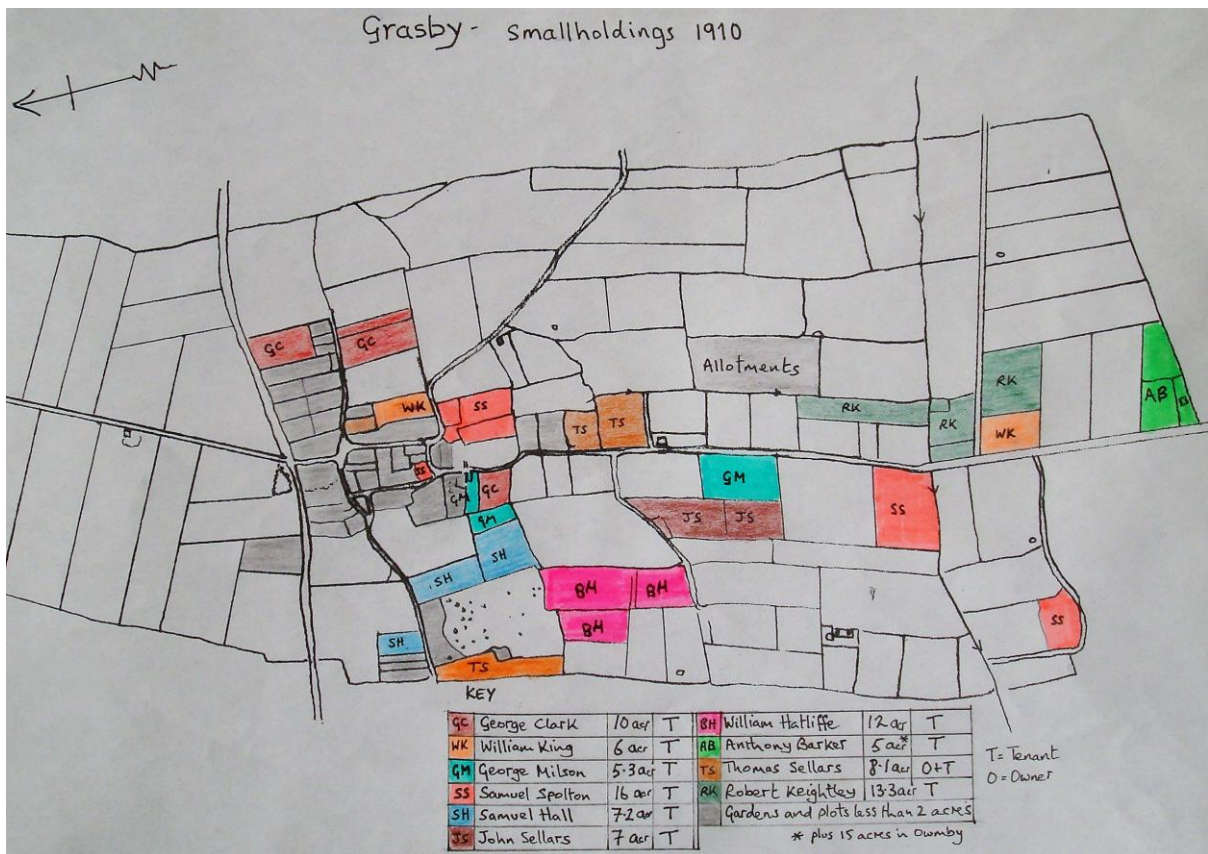 Grasby - Smallholdings 1910
GC
GC
Allotments
RK
AB
WK
SS
RK
TS
TS
RK
WK
SS
GM
GC
GM
SS
GM
JS
JS
SH
SH
BH
BH
BH
SS
SH
TS
KEY
GC George Clark 10 acr T
WK William King 6 acr T
GM George Milson 5.3 acr T
SS Samuel Spolton 16 acr T
SH Samuel Hall 7.2 acr T
JS John Sellars 7 acr T
BH William Hatliffe 12 acr T
AB Anthony Barker 5 acr* T
TS Thomas Sellars 8.1 acr O+T
RK Robert Keightley 13.3 acr T
Gardens and plots less than 2 acres
* plus 15 acres in Owmby
T = Tenant
O = Owner